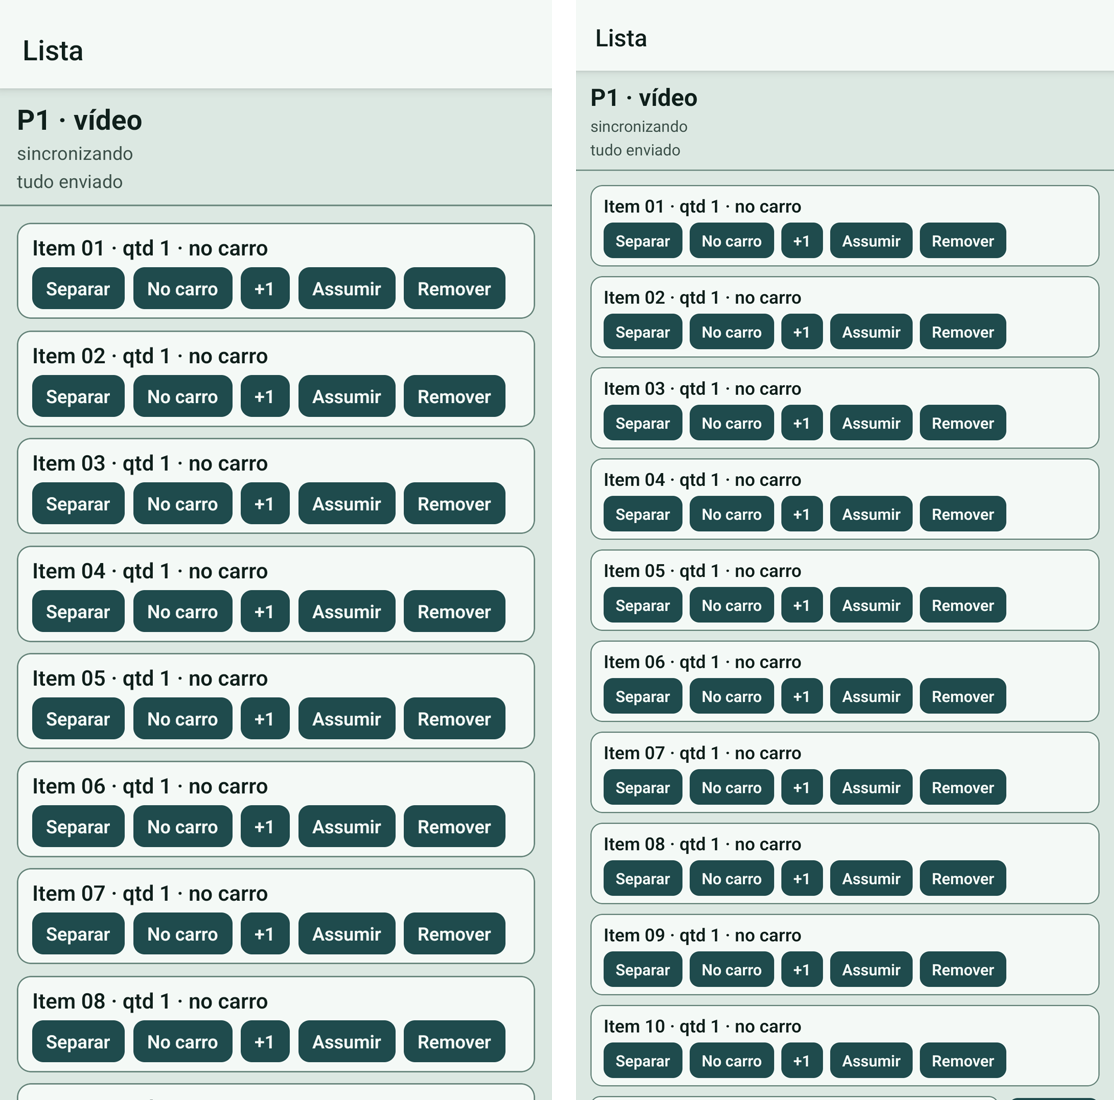 Lista
P1 · vídeo
sincronizando
tudo enviado
Item 01 · qtd 1 · no carro
Separar No carro +1 Assumir Remover
Item 02 · qtd 1 · no carro
Separar No carro +1 Assumir Remover
Item 03 · qtd 1 · no carro
Separar No carro +1 Assumir Remover
Item 04 · qtd 1 · no carro
Separar No carro +1 Assumir Remover
Item 05 · qtd 1 · no carro
Separar No carro +1 Assumir Remover
Item 06 · qtd 1 · no carro
Separar No carro +1 Assumir Remover
Item 07 · qtd 1 · no carro
Separar No carro +1 Assumir Remover
Item 08 · qtd 1 · no carro
Separar No carro +1 Assumir Remover
Lista
P1 · vídeo
sincronizando
tudo enviado
Item 01 · qtd 1 · no carro
Separar No carro +1 Assumir Remover
Item 02 · qtd 1 · no carro
Separar No carro +1 Assumir Remover
Item 03 · qtd 1 · no carro
Separar No carro +1 Assumir Remover
Item 04 · qtd 1 · no carro
Separar No carro +1 Assumir Remover
Item 05 · qtd 1 · no carro
Separar No carro +1 Assumir Remover
Item 06 · qtd 1 · no carro
Separar No carro +1 Assumir Remover
Item 07 · qtd 1 · no carro
Separar No carro +1 Assumir Remover
Item 08 · qtd 1 · no carro
Separar No carro +1 Assumir Remover
Item 09 · qtd 1 · no carro
Separar No carro +1 Assumir Remover
Item 10 · qtd 1 · no carro
Separar No carro +1 Assumir Remover